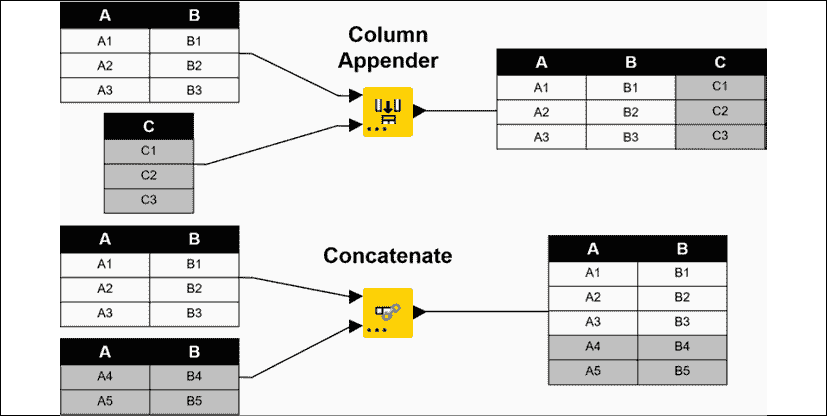 A B
A1 B1
A2 B2
A3 B3
C
C1
C2
C3
Column
Appender
A B C
A1 B1 C1
A2 B2 C2
A3 B3 C3
A B
A1 B1
A2 B2
A3 B3
A B
A4 B4
A5 B5
Concatenate
A B
A1 B1
A2 B2
A3 B3
A4 B4
A5 B5